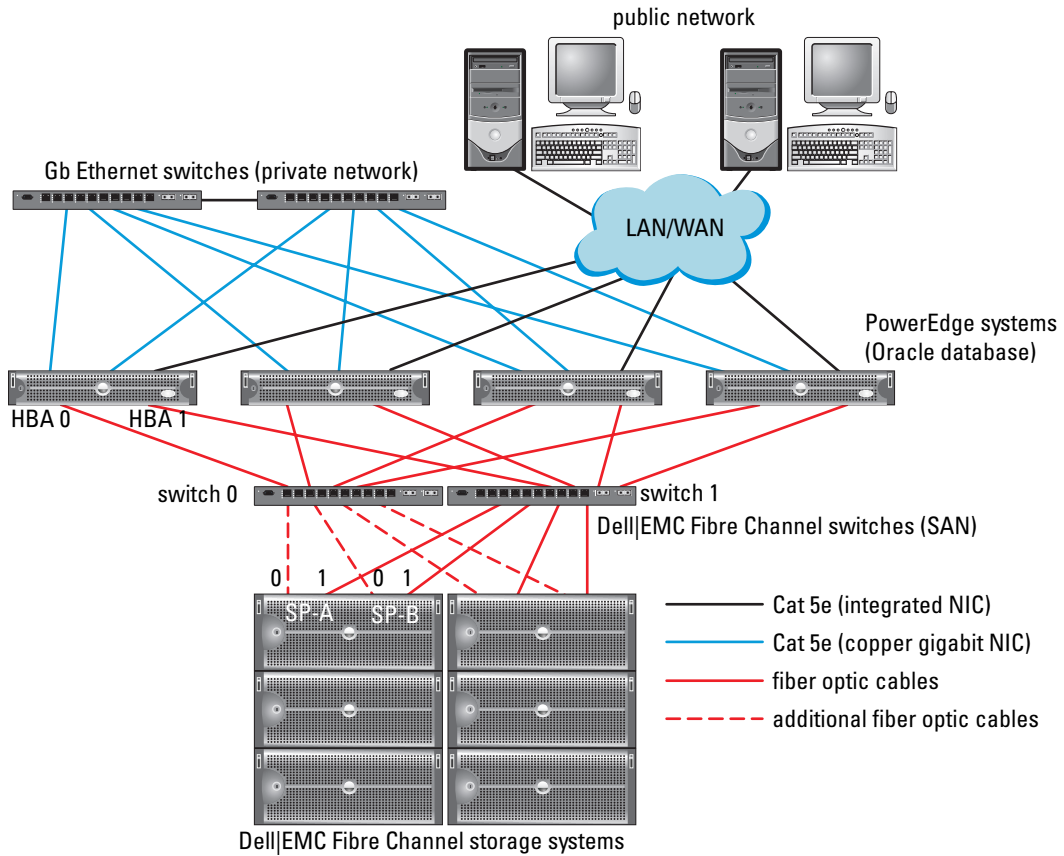 public network
Gb Ethernet switches (private network)
LAN/WAN
PowerEdge systems
(Oracle database)
HBA 0
HBA 1
switch 0
switch 1
Dell|EMC Fibre Channel switches (SAN)
0 1 0 1
SP-A SP-B
Cat 5e (integrated NIC)
Cat 5e (copper gigabit NIC)
fiber optic cables
additional fiber optic cables
Dell|EMC Fibre Channel storage systems